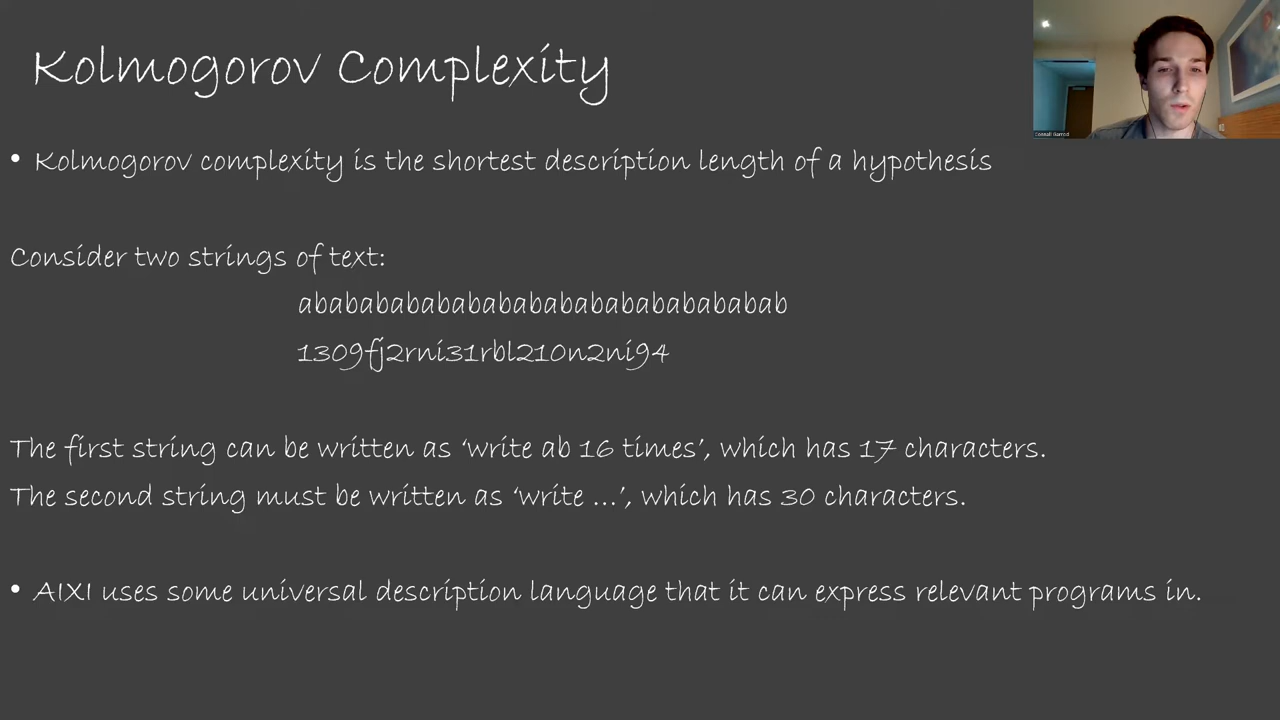 Kolmogorov Complexity
• Kolmogorov complexity is the shortest description length of a hypothesis
Consider two strings of text:
abababababababababababababababab
1309fj2rni31rbl210n2ni94
The first string can be written as ‘write ab 16 times’, which has 17 characters.
The second string must be written as ‘write ...’, which has 30 characters.
• AIXI uses some universal description language that it can express relevant programs in.